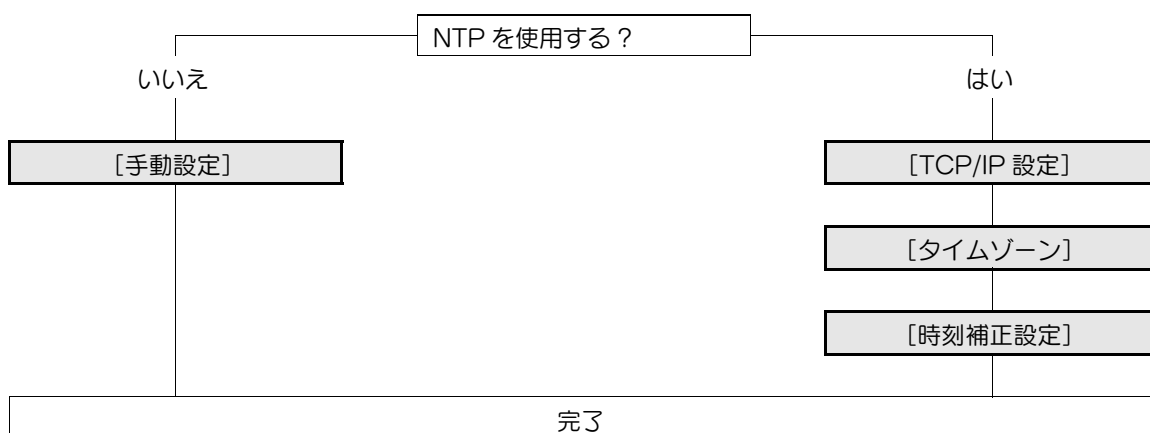 NTP を使用する?
いいえ
はい
[手動設定]
[TCP/IP 設定]
[タイムゾーン]
[時刻補正設定]
完了